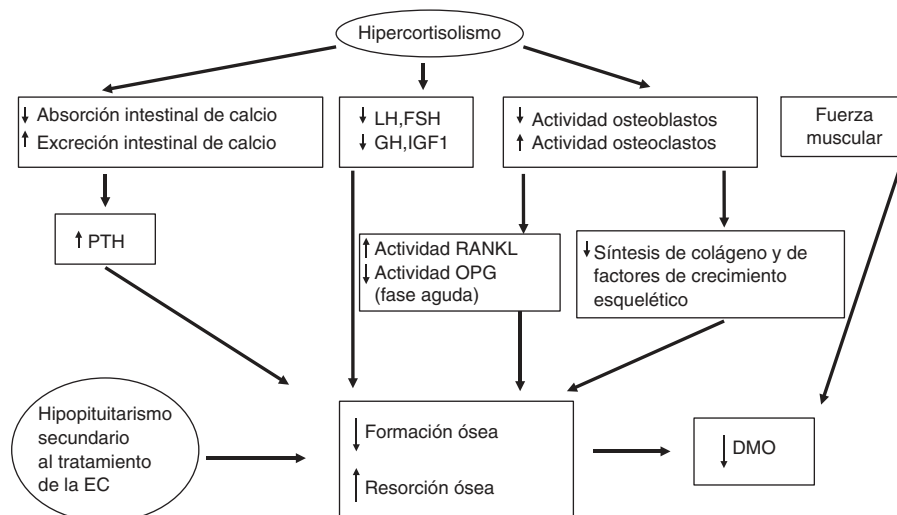 Hipercortisolismo
↓ Absorción intestinal de calcio
↑ Excreción intestinal de calcio
↓ LH,FSH
↓ GH,IGF1
↓ Actividad osteoblastos
↑ Actividad osteoclastos
Fuerza
muscular
↑ PTH
↑ Actividad RANKL
↓ Actividad OPG
(fase aguda)
↓ Síntesis de colágeno y de
factores de crecimiento
esquelético
Hipopituitarismo
secundario
al tratamiento
de la EC
↓ Formación ósea
↑ Resorción ósea
↓ DMO